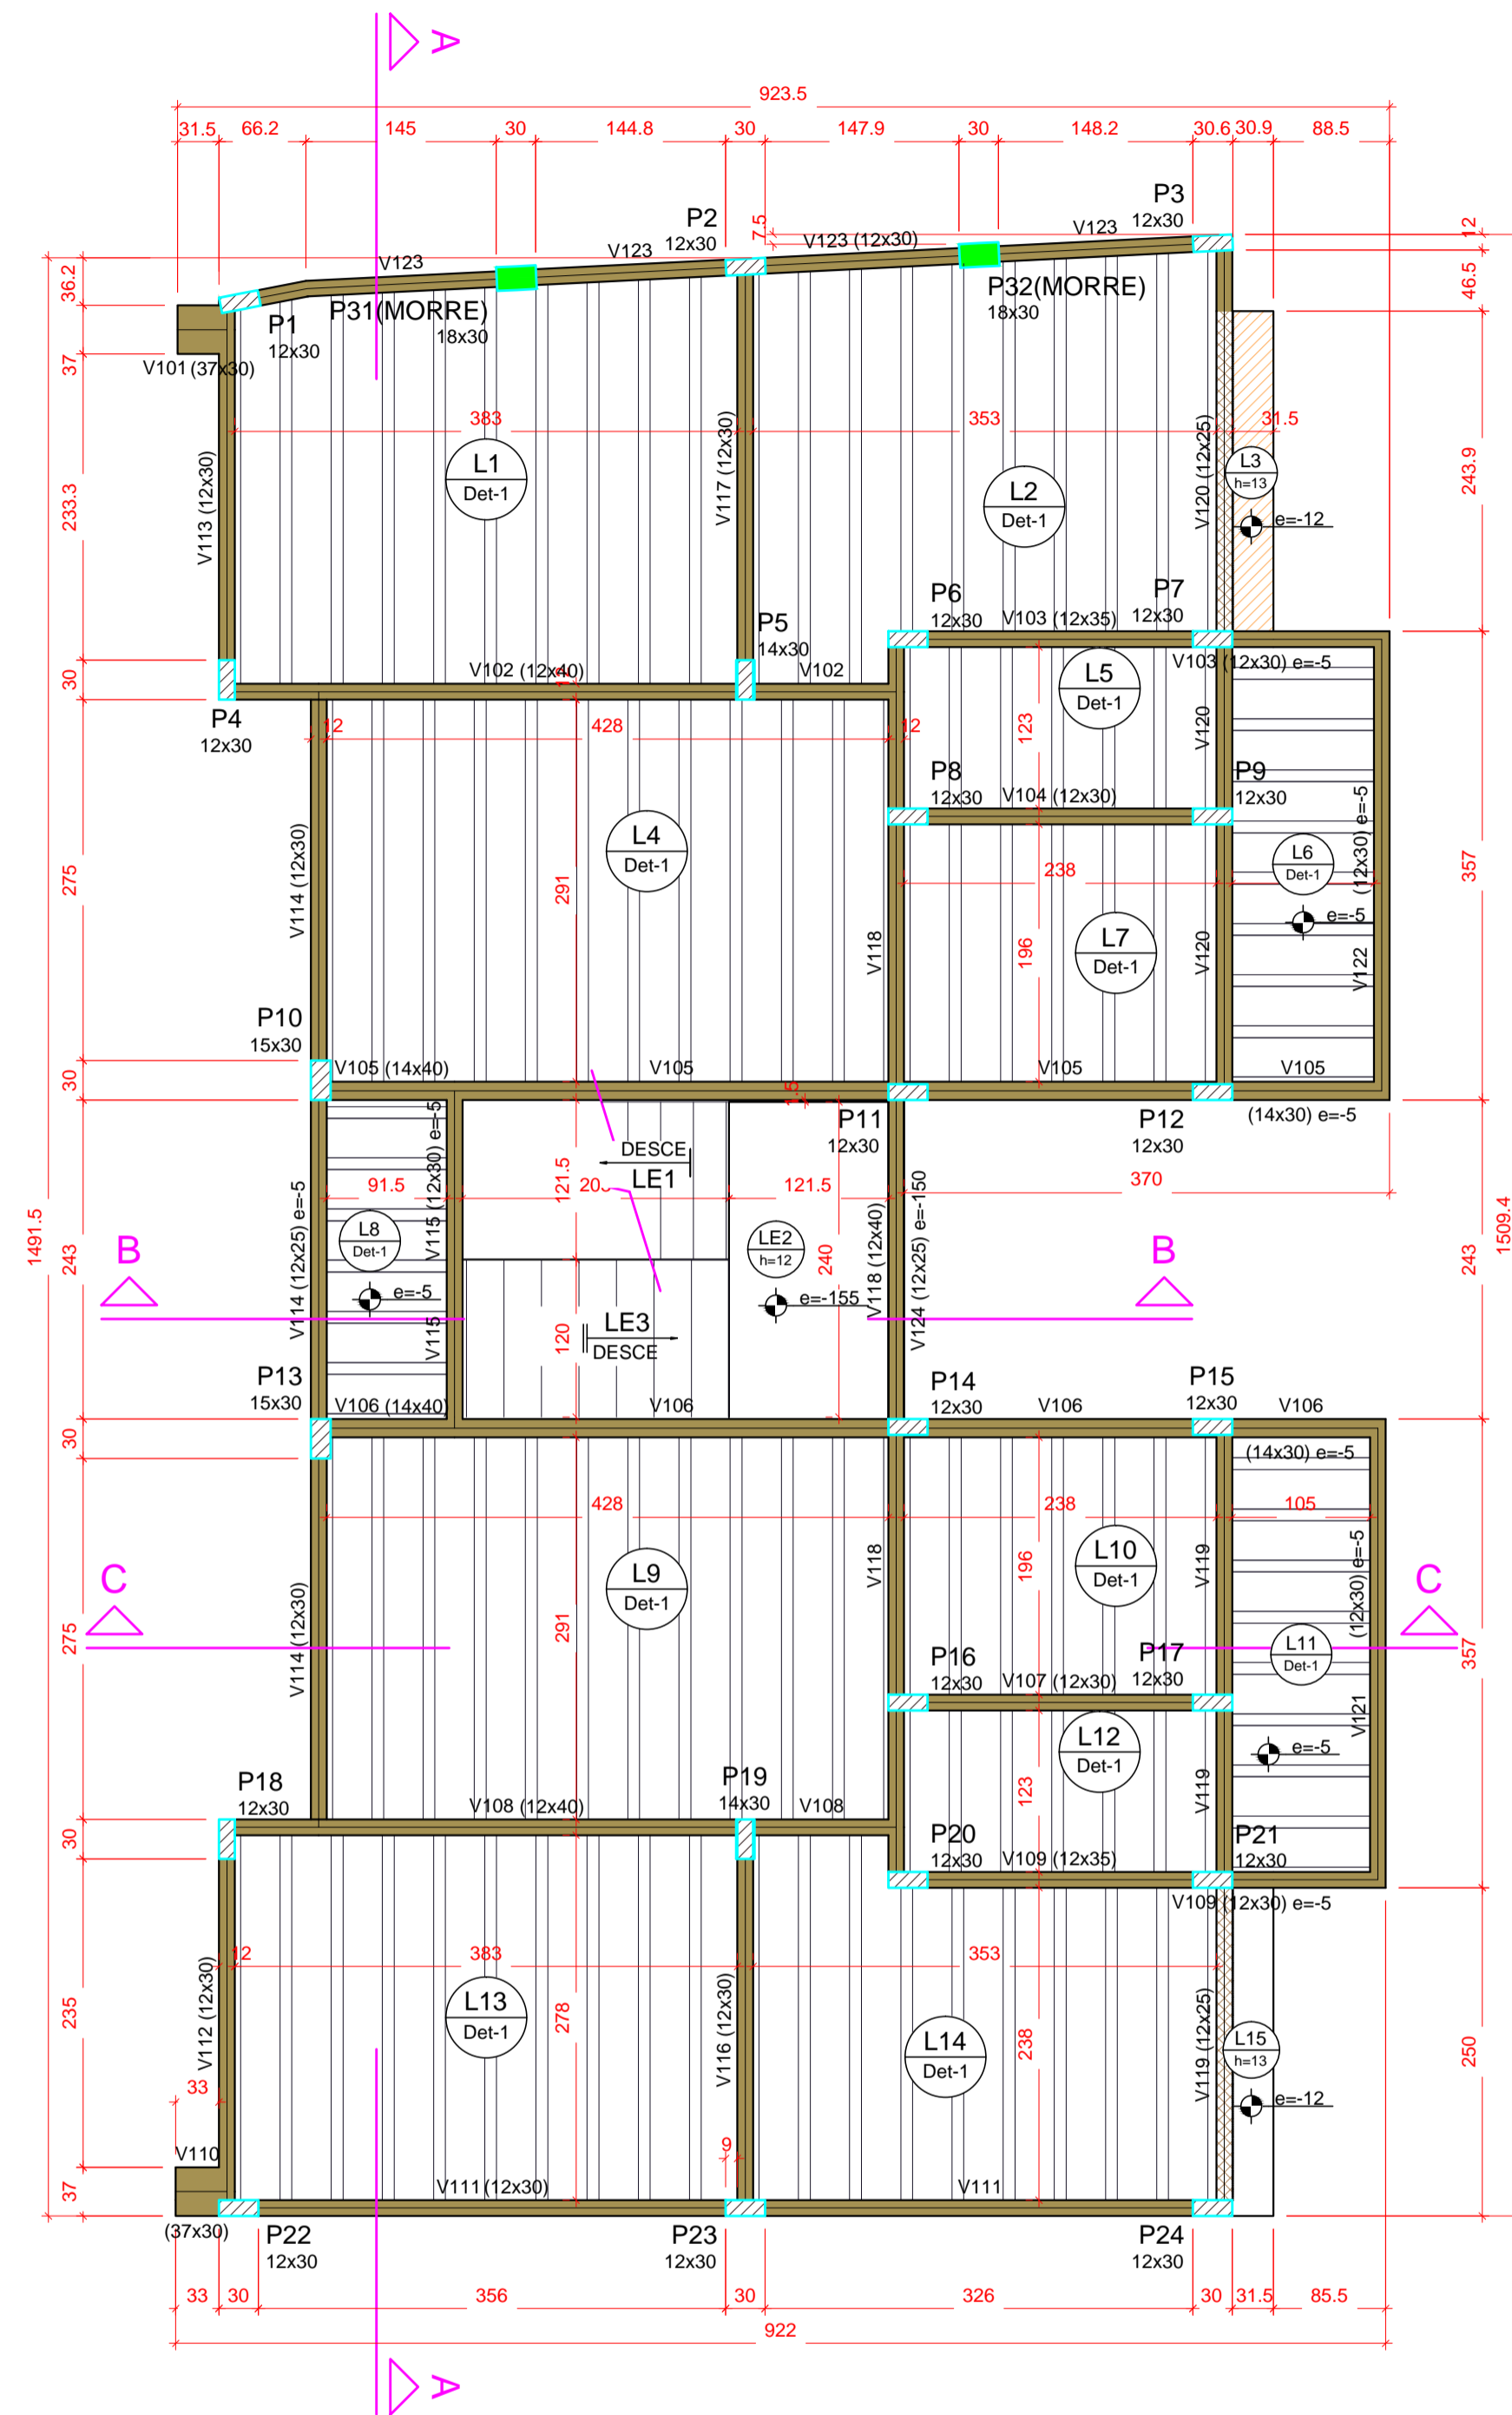 A
923.5
31.5 66.2 145 30 144.8 30 147.9 30 148.2 30.6 30.9 88.5
P3
12x30
P2
12x30
7.5
V123 (12x30)
V123
V123
V123
12
46.5
36.2
P1
12x30
P31(MORRE)
18x30
P32(MORRE)
18x30
37
V101 (37x30)
383
353
31.5
V113 (12x30)
V117 (12x30)
V120 (12x25)
L1
Det-1
L2
Det-1
L3
h=13
e=-12
233.3
243.9
P5
14x30
P6
12x30
V103 (12x35)
P7
12x30
30
V102 (12x40)
V102
V103 (12x30) e=-5
L5
Det-1
P4
12x30
12
428
12
123
V120
P8
12x30
V104 (12x30)
P9
12x30
V114 (12x30)
L4
Det-1
275
291
238
L6
Det-1
(12x30) e=-5
357
e=-5
V118
L7
Det-1
196
V120
V122
P10
15x30
30
V105 (14x40)
V105
V105
V105
1.5
P11
12x30
P12
12x30
(14x30) e=-5
DESCE
LE1
121.5
91.5
121.5
370
V114 (12x25) e=-5
V115 (12x30) e=-5
L8
Det-1
e=-5
LE2
h=12
e=-155
240
V118 (12x40)
V124 (12x25) e=-150
1491.5
243
243
1509.4
B
B
V115
LE3
DESCE
120
P13
15x30
V106 (14x40)
V106
P14
12x30
V106
P15
12x30
V106
30
(14x30) e=-5
428
105
C
C
V114 (12x30)
L9
Det-1
275
291
V118
L10
Det-1
196
V119
L11
Det-1
(12x30) e=-5
357
P16
12x30
V107 (12x30)
P17
12x30
V121
L12
Det-1
e=-5
P18
12x30
V108 (12x40)
P19
14x30
V108
123
V119
30
P20
12x30
V109 (12x35)
P21
12x30
V109 (12x30) e=-5
12
383
353
V112 (12x30)
L13
Det-1
278
V116 (12x30)
L14
Det-1
238
V119 (12x25)
L15
h=13
e=-12
235
250
33
9
V110
37
V111 (12x30)
V111
(37x30)
P22
12x30
P23
12x30
P24
12x30
33 30 356 30 326 30 31.5 85.5
922
A